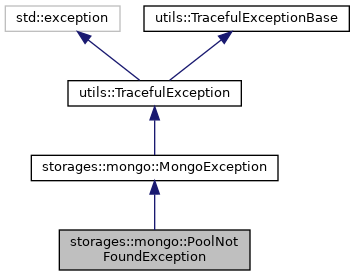 std::exception
utils::TracefulExceptionBase
utils::TracefulException
storages::mongo::MongoException
storages::mongo::PoolNot
FoundException